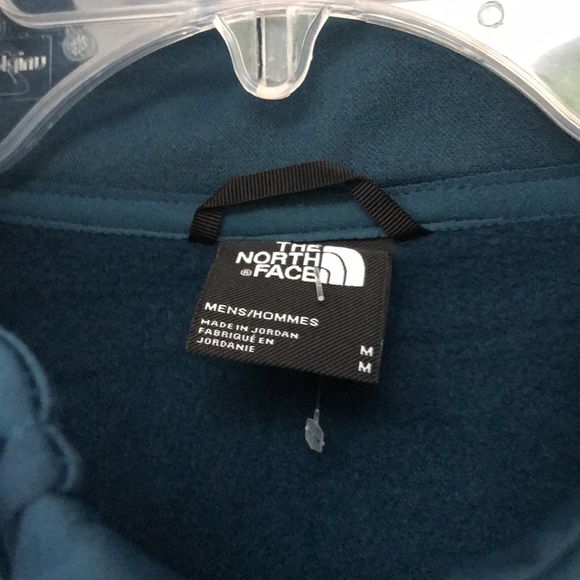 THE
NORTH
® FACE
MENS/HOMMES
MADE IN JORDAN
FABRIQUÉ EN
JORDANIE
M
M